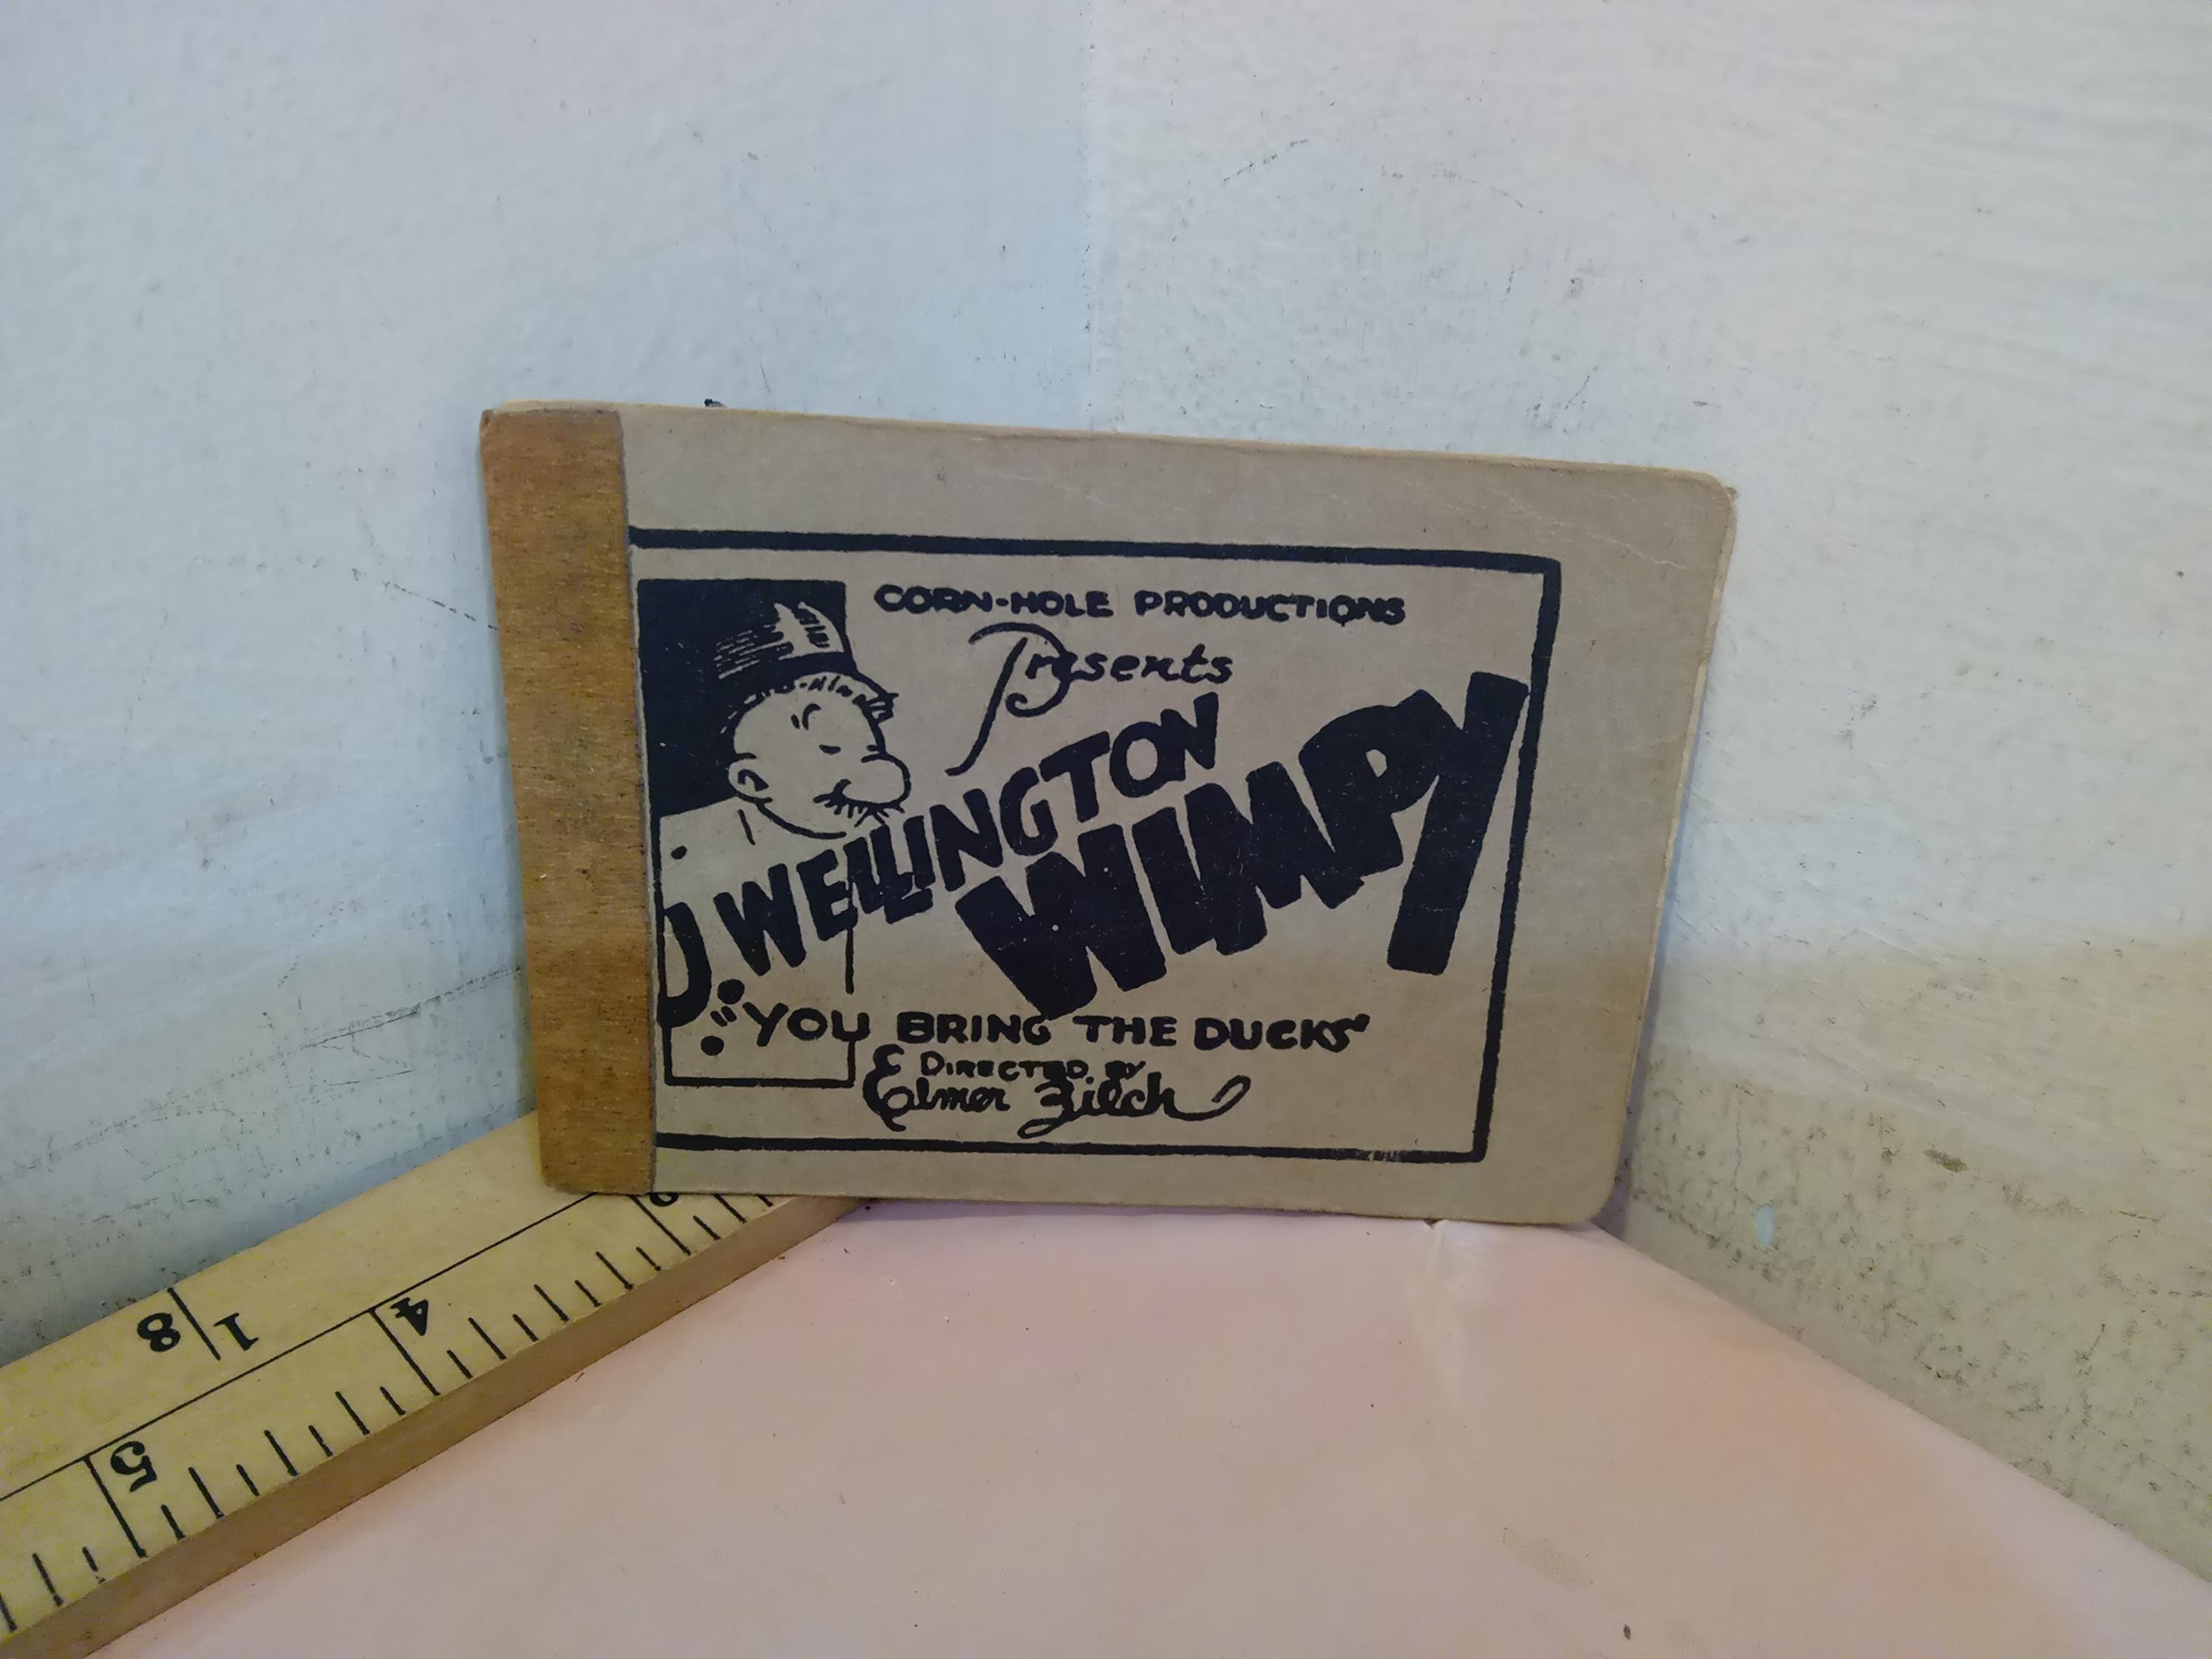 CORN-HOLE PRODUCTIONS
Presents
J. WELLINGTON
WIMPY
"YOU BRING THE DUCKS"
DIRECTED BY
Elmer Zilch
8 1
4
5